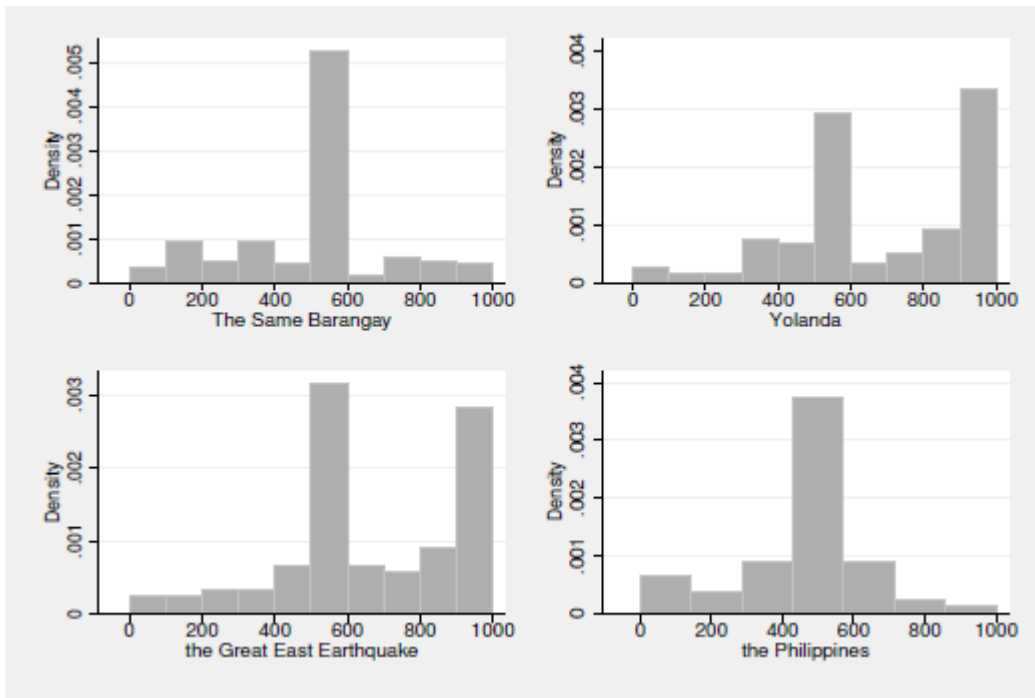 Density
0 .001 .002 .003 .004 .005
0 200 400 600 800 1000
The Same Barangay
Density
0 .001 .002 .003 .004
0 200 400 600 800 1000
Yolanda
Density
0 .001 .002 .003
0 200 400 600 800 1000
the Great East Earthquake
Density
0 .001 .002 .003 .004
0 200 400 600 800 1000
the Philippines